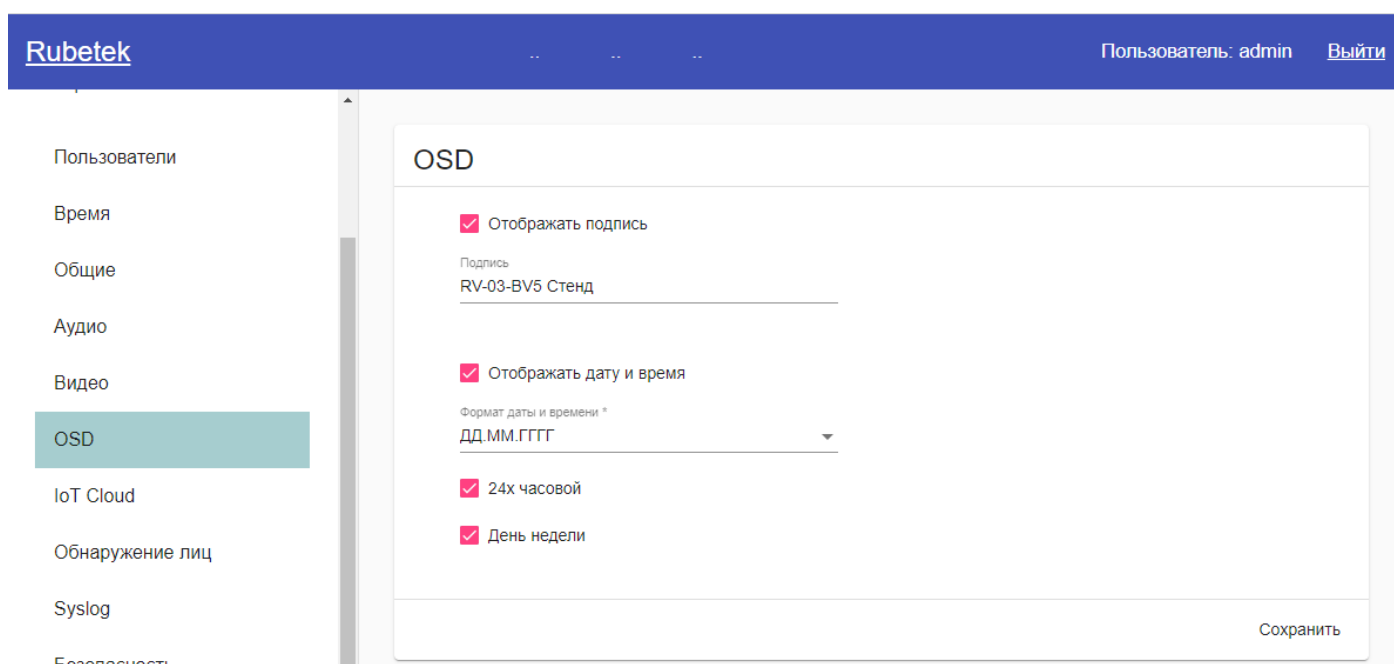 Rubetek
Пользователь: admin
Выйти
Пользователи
Время
Общие
Аудио
Видео
OSD
IoT Cloud
Обнаружение лиц
Syslog
OSD
Отображать подпись
Подпись
RV-03-BV5 Стенд
Отображать дату и время
Формат даты и времени *
ДД.ММ.ГГГГ
24х часовой
День недели
Сохранить